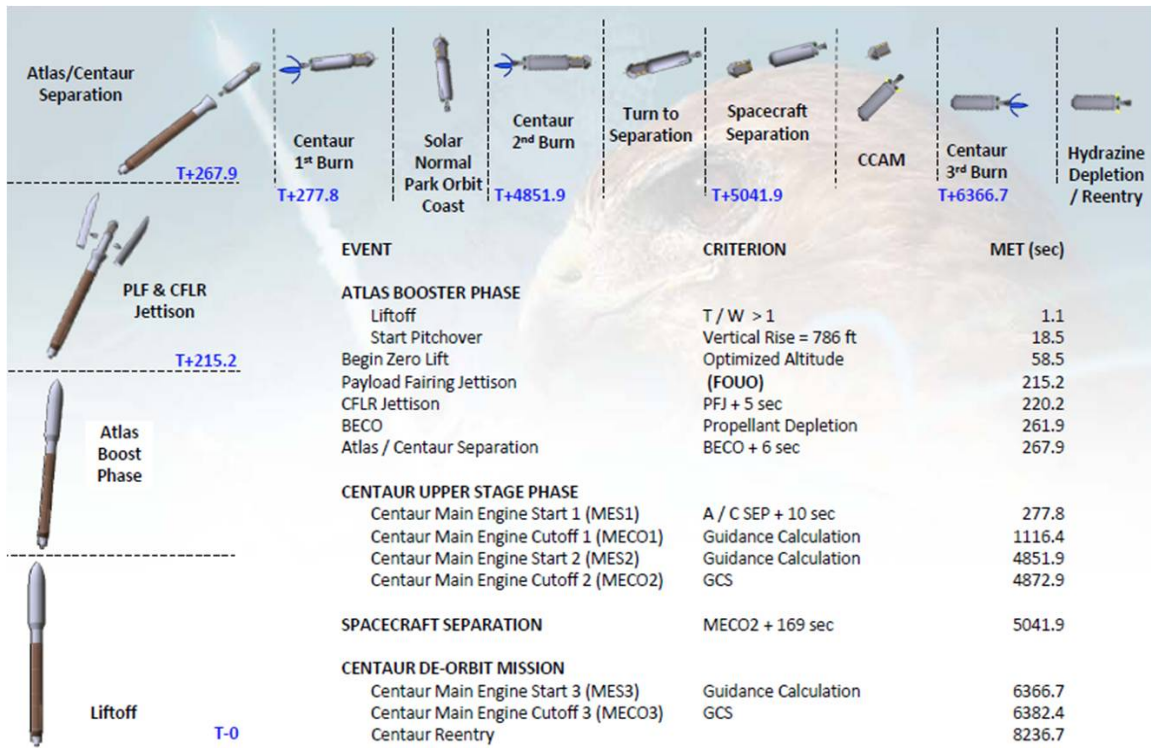 Atlas/Centaur
Separation
T+267.9
Centaur
1st Burn
T+277.8
Solar
Normal
Park Orbit
Coast
Centaur
2nd Burn
T+4851.9
Turn to
Separation
Spacecraft
Separation
T+5041.9
CCAM
Centaur
3rd Burn
T+6366.7
Hydrazine
Depletion
/ Reentry
PLF & CFLR
Jettison
T+215.2
Atlas
Boost
Phase
Liftoff
T-0
EVENT CRITERION MET (sec)
ATLAS BOOSTER PHASE
Liftoff T / W > 1 1.1
Start Pitchover Vertical Rise = 786 ft 18.5
Begin Zero Lift Optimized Altitude 58.5
Payload Fairing Jettison (FOUO) 215.2
CFLR Jettison PFJ + 5 sec 220.2
BECO Propellant Depletion 261.9
Atlas / Centaur Separation BECO + 6 sec 267.9
CENTAUR UPPER STAGE PHASE
Centaur Main Engine Start 1 (MES1) A / C SEP + 10 sec 277.8
Centaur Main Engine Cutoff 1 (MECO1) Guidance Calculation 1116.4
Centaur Main Engine Start 2 (MES2) Guidance Calculation 4851.9
Centaur Main Engine Cutoff 2 (MECO2) GCS 4872.9
SPACECRAFT SEPARATION MECO2 + 169 sec 5041.9
CENTAUR DE-ORBIT MISSION
Centaur Main Engine Start 3 (MES3) Guidance Calculation 6366.7
Centaur Main Engine Cutoff 3 (MECO3) GCS 6382.4
Centaur Reentry 8236.7